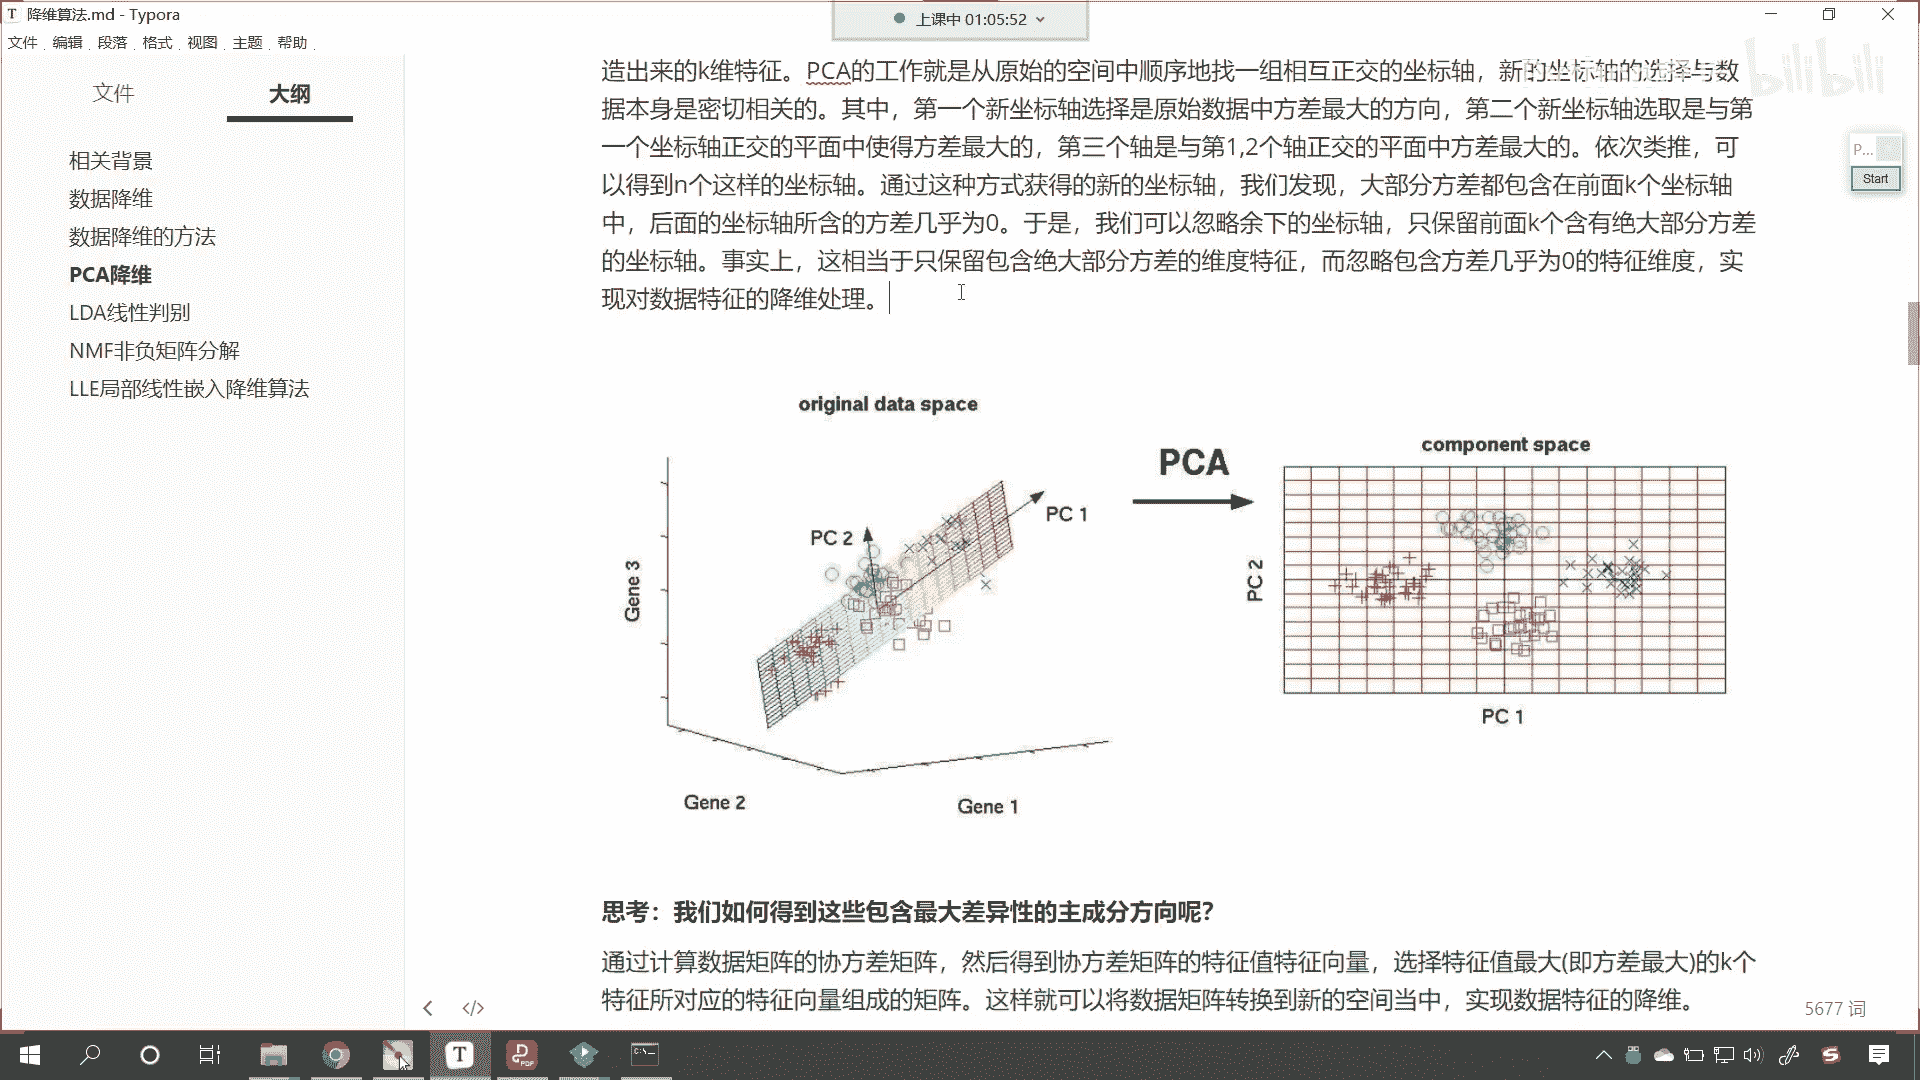 降维算法.md - Typora
上课中 01:05:52
文件 编辑 段落 格式 视图 主题 帮助
文件
大纲
相关背景
数据降维
数据降维的方法
PCA降维
LDA线性判别
NMF非负矩阵分解
LLE局部线性嵌入降维算法
造出来的k维特征。PCA的工作就是从原始的空间中顺序地找一组相互正交的坐标轴，新的坐标轴的选择与数
据本身是密切相关的。其中，第一个新坐标轴选择是原始数据中方差最大的方向，第二个新坐标轴选取是与第
一个坐标轴正交的平面中使得方差最大的，第三个轴是与第1,2个轴正交的平面中方差最大的。依次类推，可
以得到n个这样的坐标轴。通过这种方式获得的新的坐标轴，我们发现，大部分方差都包含在前面k个坐标轴
中，后面的坐标轴所含的方差几乎为0。于是，我们可以忽略余下的坐标轴，只保留前面k个含有绝大部分方差
的坐标轴。事实上，这相当于只保留包含绝大部分方差的维度特征，而忽略包含方差几乎为0的特征维度，实
现对数据特征的降维处理。
bilibili
P...
Start
original data space
PC 1
PC 2
Gene 3
Gene 2
Gene 1
PCA
component space
PC 2
PC 1
思考：我们如何得到这些包含最大差异性的主成分方向呢？
通过计算数据矩阵的协方差矩阵，然后得到协方差矩阵的特征值特征向量，选择特征值最大(即方差最大)的k个
特征所对应的特征向量组成的矩阵。这样就可以将数据矩阵转换到新的空间当中，实现数据特征的降维。
5677 词